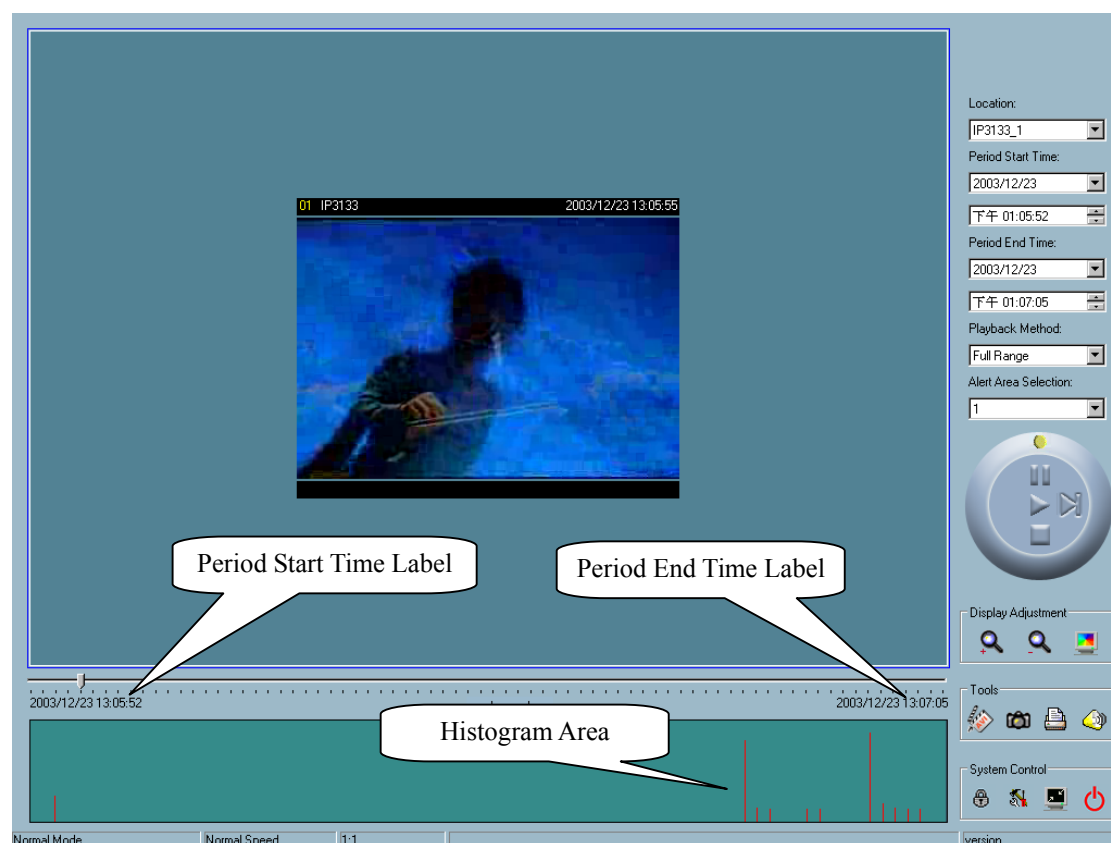 Location:
IP3133_1
Period Start Time:
2003/12/23
下午 01:05:52
Period End Time:
2003/12/23
下午 01:07:05
Playback Method:
Full Range
Alert Area Selection:
1
01 IP3133 2003/12/23 13:05:55
Period Start Time Label
Period End Time Label
Display Adjustment
2003/12/23 13:05:52
2003/12/23 13:07:05
Tools
Histogram Area
System Control
Normal Mode
Normal Speed
1:1
version